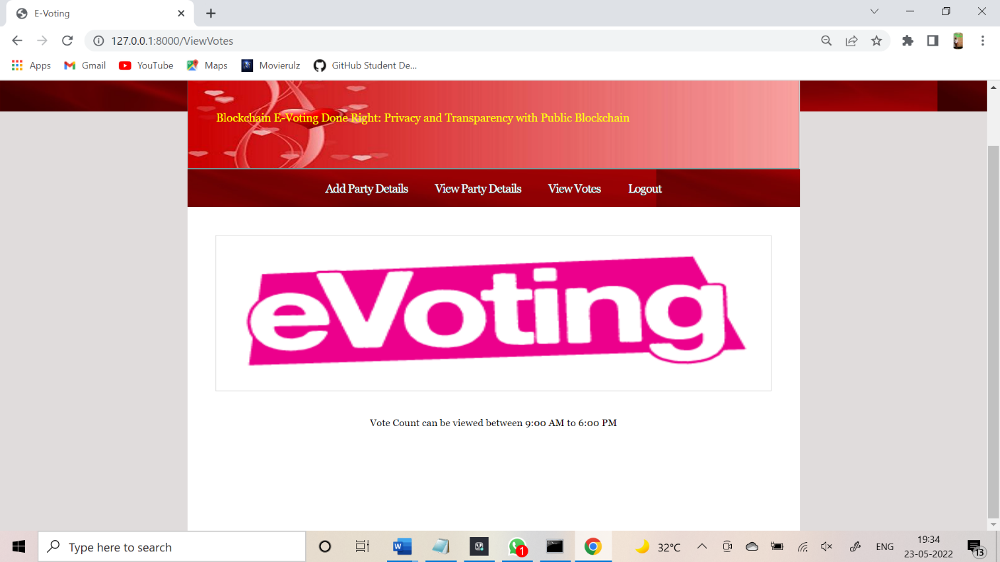 E-Voting
127.0.0.1:8000/ViewVotes
Apps Gmail YouTube Maps Movierulz GitHub Student De...
Blockchain E-Voting Done Right: Privacy and Transparency with Public Blockchain
Add Party Details View Party Details View Votes Logout
eVoting
Vote Count can be viewed between 9:00 AM to 6:00 PM
Type here to search
W
1
32°C
ENG
19:34
23-05-2022
13